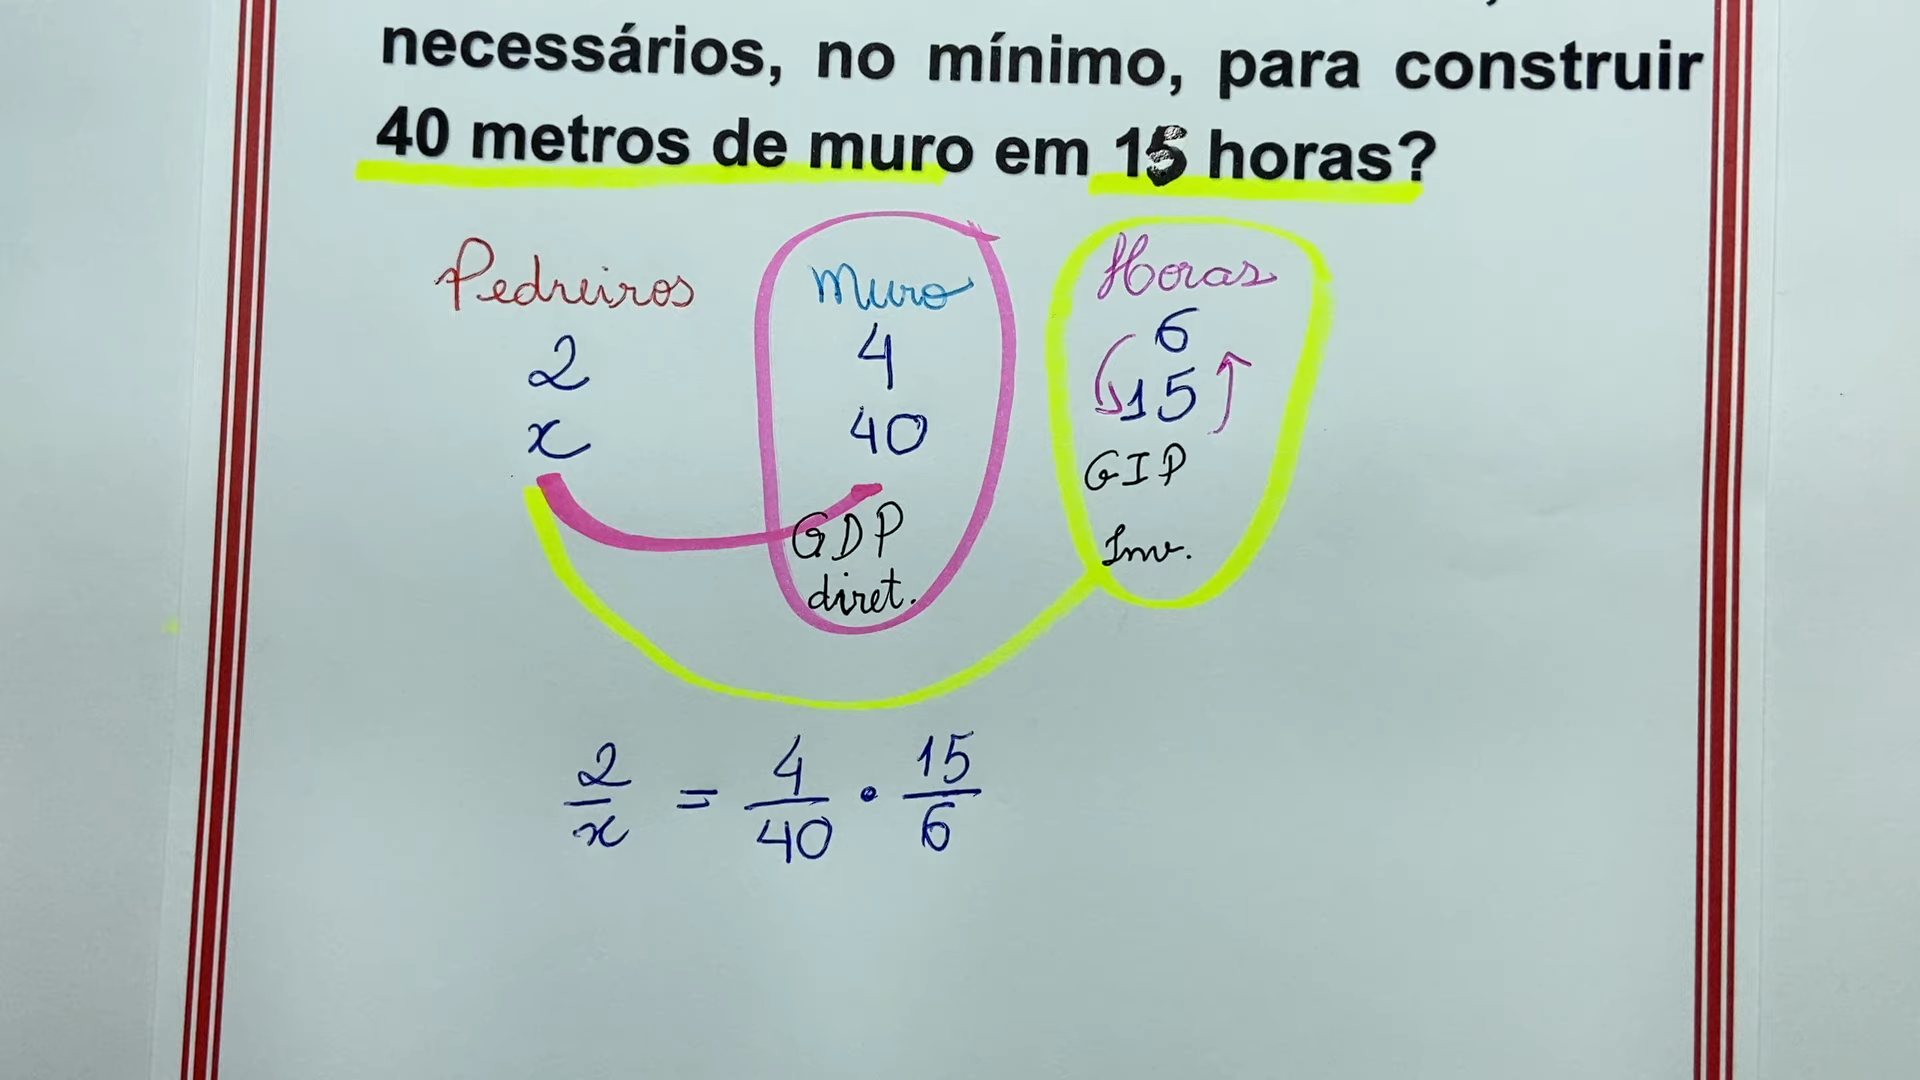 necessários, no mínimo, para construir
40 metros de muro em 15 horas?
Pedreiros Muro Horas
2 4 6
x 40 15
GIP
GDP Inv.
diret.
2/x = 4/40 • 15/6